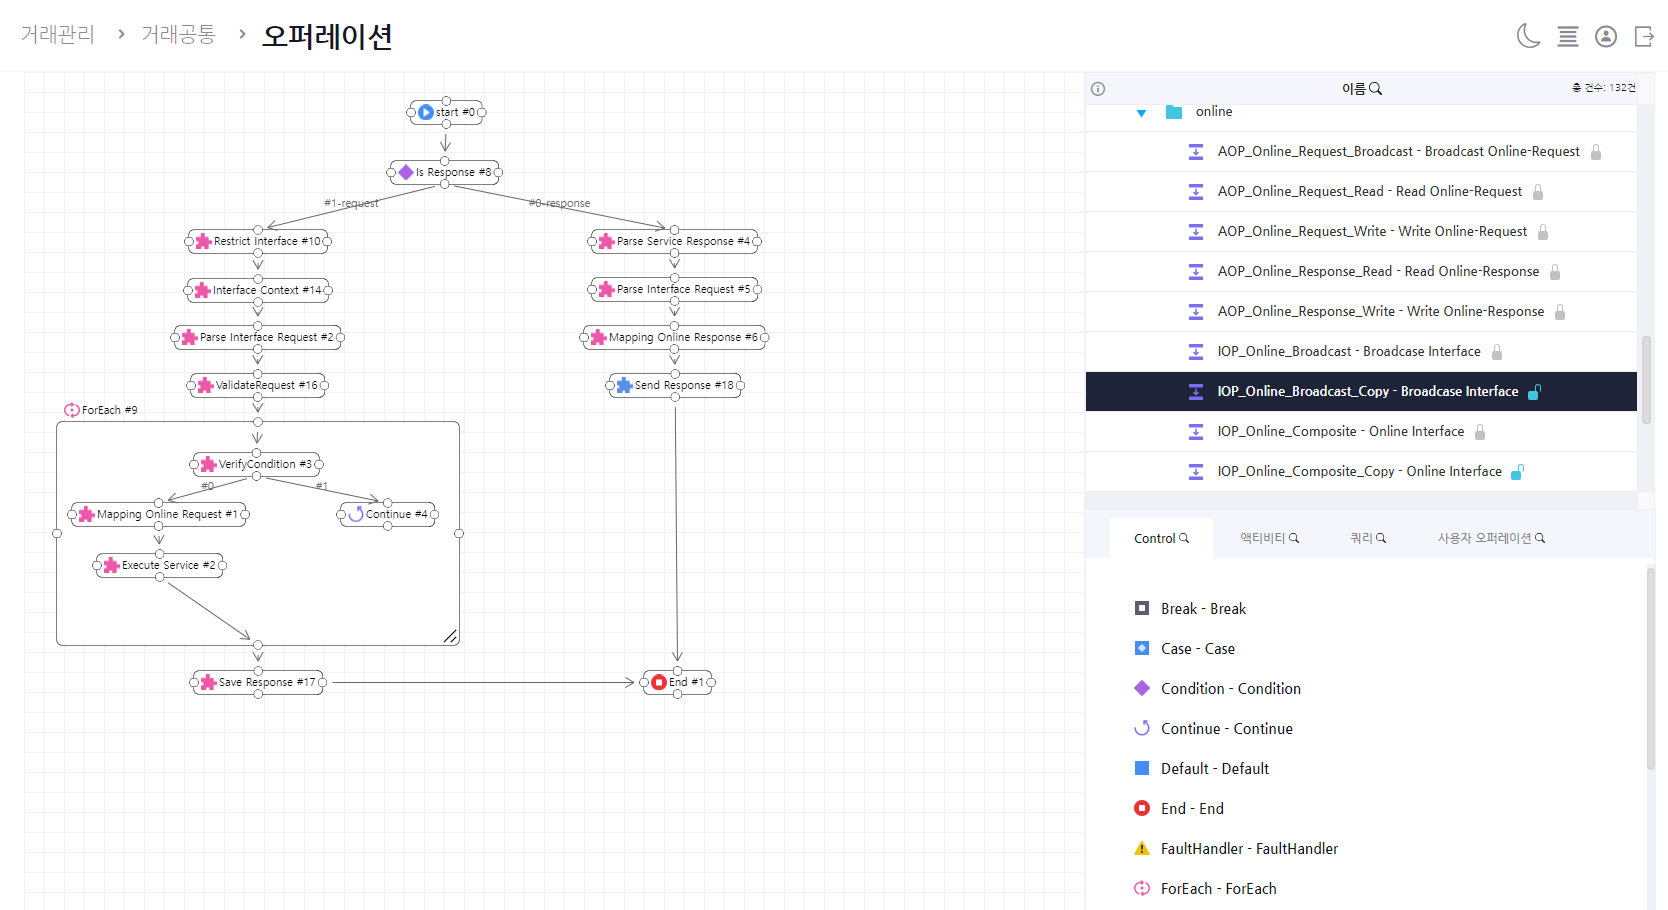 거래관리 > 거래공통 > 오퍼레이션
start #0
Is Response #8
#1-request
#0-response
Restrict Interface #10
Interface Context #14
Parse Interface Request #2
ValidateRequest #16
ForEach #9
VerifyCondition #3
#0
#1
Mapping Online Request #1
Continue #4
Execute Service #2
Save Response #17
Parse Service Response #4
Parse Interface Request #5
Mapping Online Response #6
Send Response #18
End #1
이름
총 건수: 132건
online
AOP_Online_Request_Broadcast - Broadcast Online-Request
AOP_Online_Request_Read - Read Online-Request
AOP_Online_Request_Write - Write Online-Request
AOP_Online_Response_Read - Read Online-Response
AOP_Online_Response_Write - Write Online-Response
IOP_Online_Broadcast - Broadcase Interface
IOP_Online_Broadcast_Copy - Broadcase Interface
IOP_Online_Composite - Online Interface
IOP_Online_Composite_Copy - Online Interface
Control
액티비티
쿼리
사용자 오퍼레이션
Break - Break
Case - Case
Condition - Condition
Continue - Continue
Default - Default
End - End
FaultHandler - FaultHandler
ForEach - ForEach